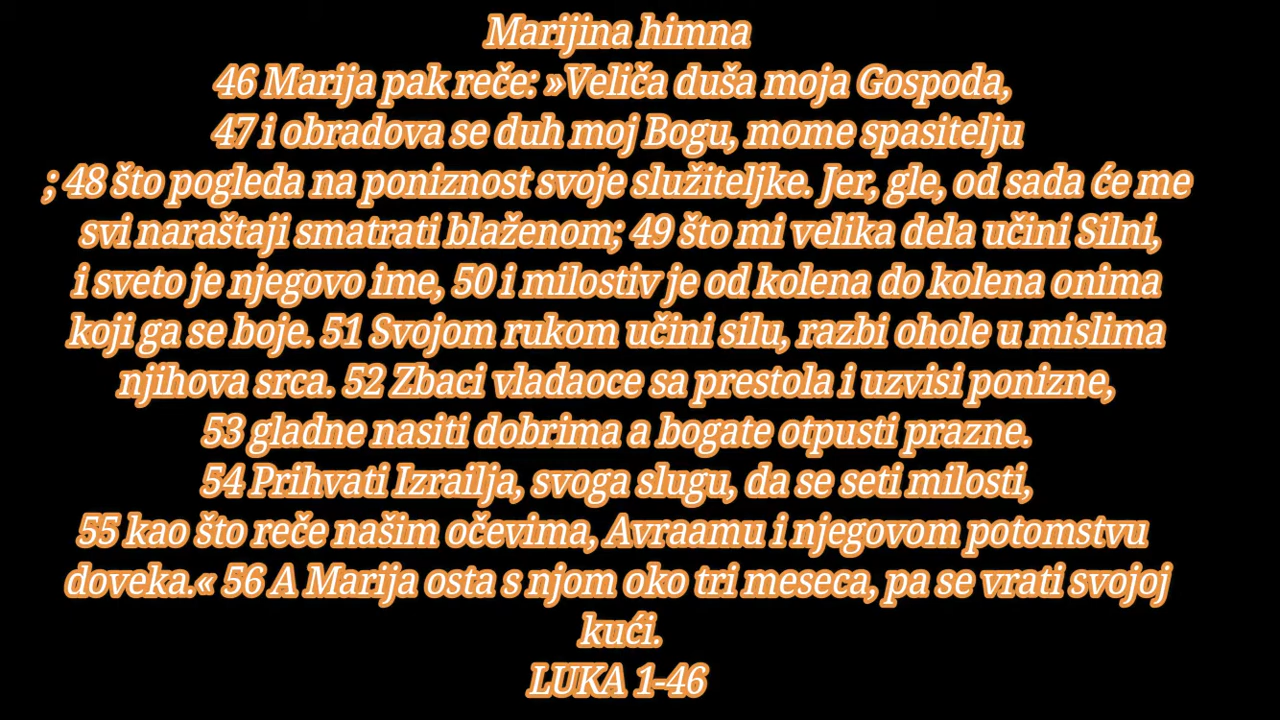 Marijina himna
46 Marija pak reče: »Veliča duša moja Gospoda,
47 i obradova se duh moj Bogu, mome spasitelju
; 48 što pogleda na poniznost svoje služiteljke. Jer, gle, od sada će me
svi naraštaji smatrati blaženom; 49 što mi velika dela učini Silni,
i sveto je njegovo ime, 50 i milostiv je od kolena do kolena onima
koji ga se boje. 51 Svojom rukom učini silu, razbi ohole u mislima
njihova srca. 52 Zbaci vladaoce sa prestola i uzvisi ponizne,
53 gladne nasiti dobrima a bogate otpusti prazne.
54 Prihvati Izrailja, svoga slugu, da se seti milosti,
55 kao što reče našim očevima, Avraamu i njegovom potomstvu
doveka.« 56 A Marija osta s njom oko tri meseca, pa se vrati svojoj
kući.
LUKA 1-46